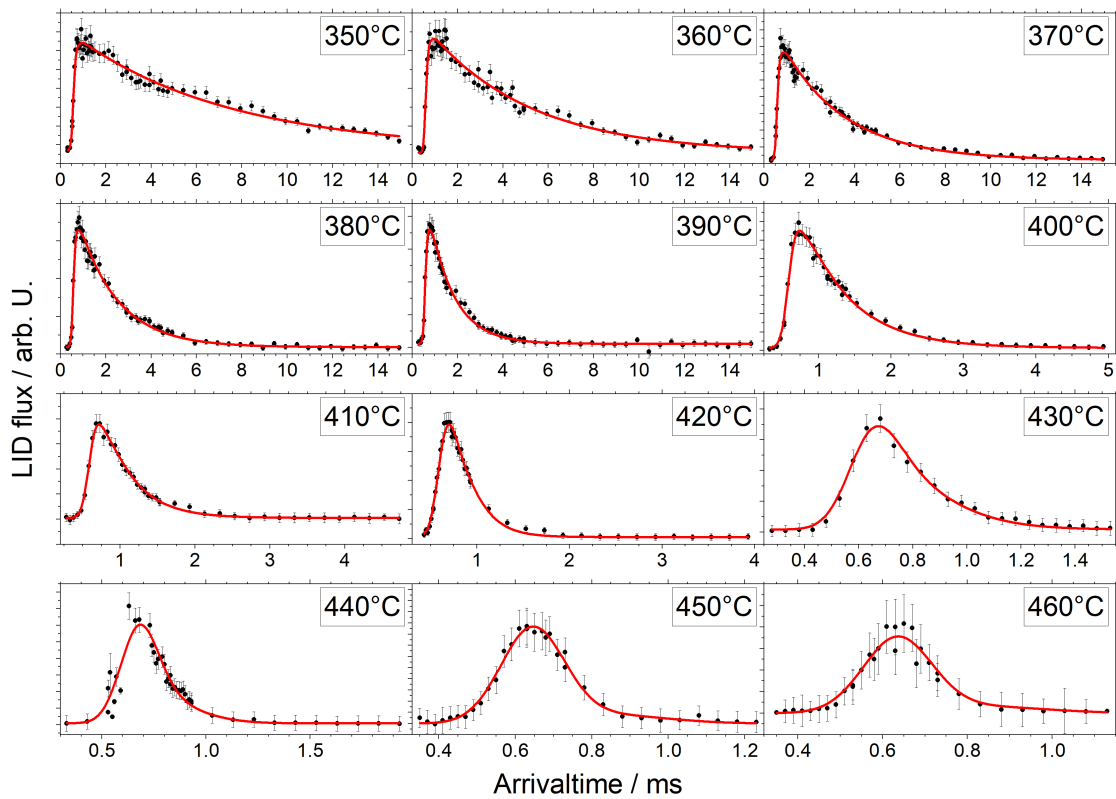 350°C 360°C 370°C
0 2 4 6 8 10 12 14 0 2 4 6 8 10 12 14 0 2 4 6 8 10 12 14
380°C 390°C 400°C
0 2 4 6 8 10 12 14 0 2 4 6 8 10 12 14 1 2 3 4 5
LID flux / arb. U.
410°C 420°C 430°C
1 2 3 4 1 2 3 4 0.4 0.6 0.8 1.0 1.2 1.4
440°C 450°C 460°C
0.5 1.0 1.5 0.4 0.6 0.8 1.0 1.2 0.4 0.6 0.8 1.0
Arrivaltime / ms